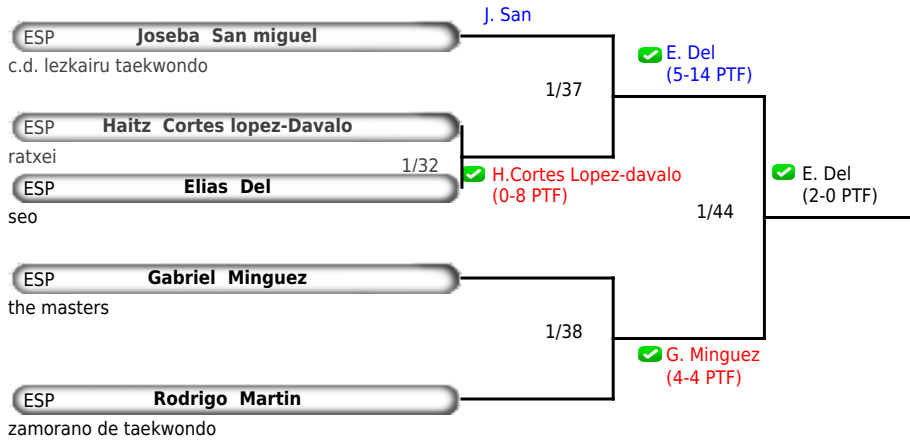 J. San
ESP Joseba San miguel
c.d. lezkairu taekwondo
E. Del
(5-14 PTF)
1/37
ESP Haitz Cortes lopez-Davalo
ratxei
1/32
H.Cortes Lopez-davalo
(0-8 PTF)
E. Del
(2-0 PTF)
ESP Elias Del
seo
1/44
ESP Gabriel Minguez
the masters
1/38
G. Minguez
(4-4 PTF)
ESP Rodrigo Martin
zamorano de taekwondo